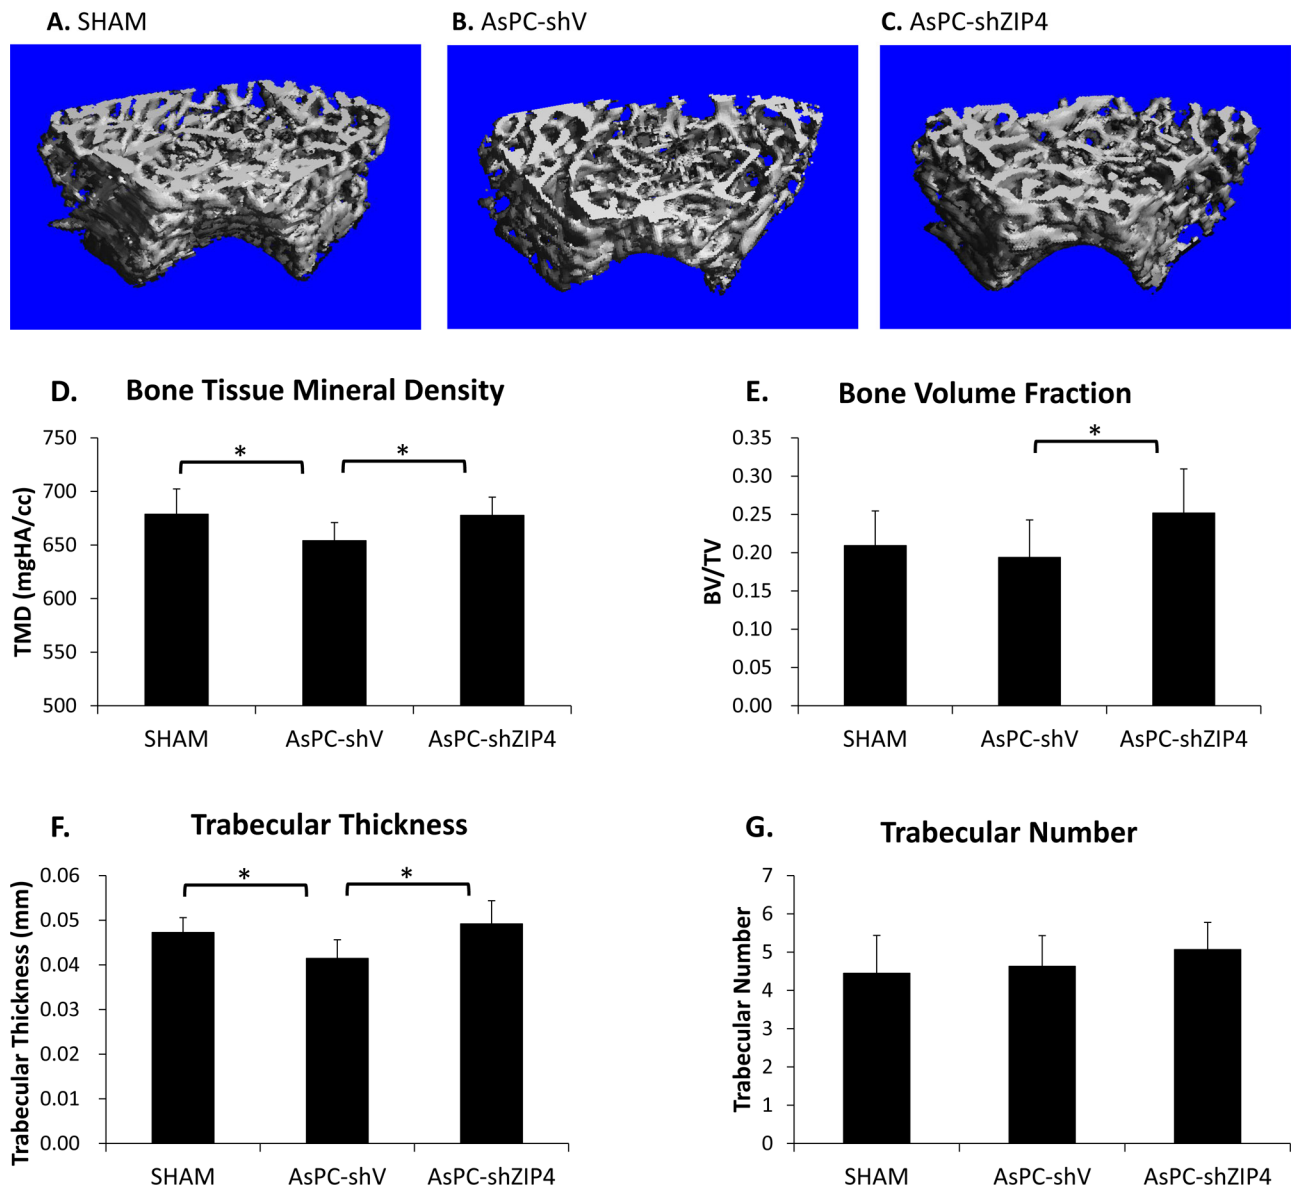 A. SHAM
B. AsPC-shV
C. AsPC-shZIP4
D. Bone Tissue Mineral Density
750
700
650
600
550
500
TMD (mgHA/cc)
*
*
SHAM
AsPC-shV
AsPC-shZIP4
E. Bone Volume Fraction
0.35
0.30
0.25
0.20
0.15
0.10
0.05
0.00
BV/TV
*
SHAM
AsPC-shV
AsPC-shZIP4
F. Trabecular Thickness
0.06
0.05
0.04
0.03
0.02
0.01
0.00
Trabecular Thickness (mm)
*
*
SHAM
AsPC-shV
AsPC-shZIP4
G. Trabecular Number
7
6
5
4
3
2
1
0
Trabecular Number
SHAM
AsPC-shV
AsPC-shZIP4